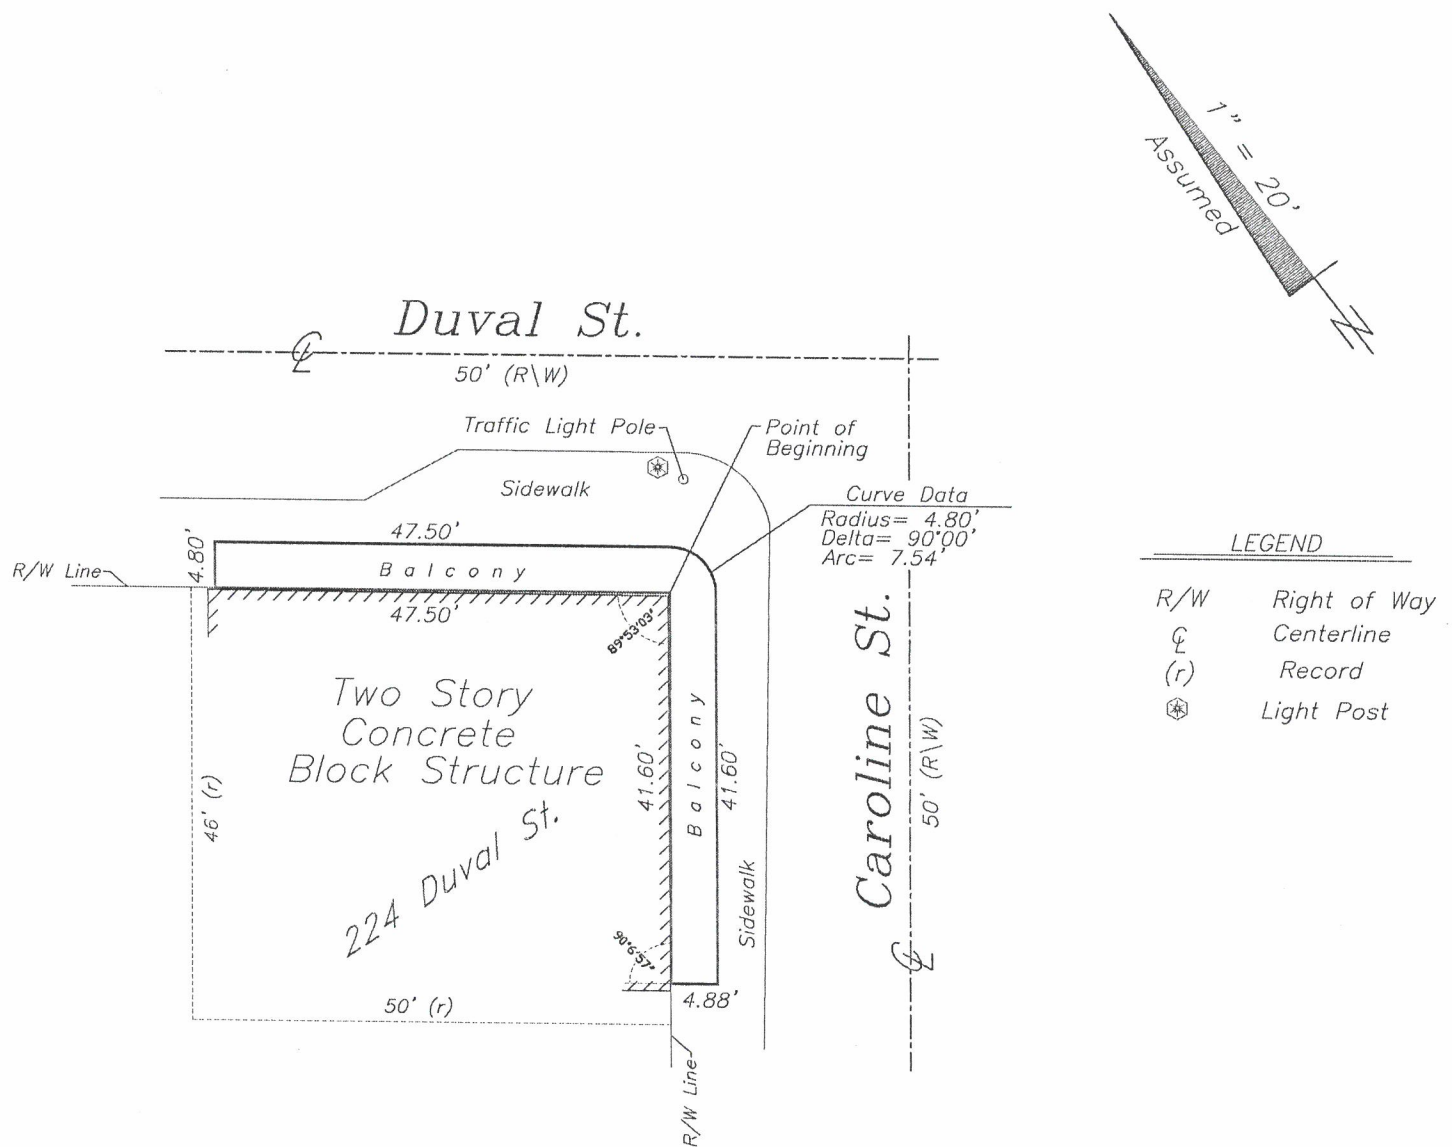 1" = 20'
Assumed
N
Duval St.
℄
50' (R\W)
Traffic Light Pole
Point of
Beginning
Sidewalk
Curve Data
Radius= 4.80'
Delta= 90°00'
Arc= 7.54'
47.50'
4.80'
R/W Line
Balcony
47.50'
89°53'03"
LEGEND
R/W Right of Way
℄ Centerline
(r) Record
Light Post
Two Story
Concrete
Block Structure
224 Duval St.
46' (r)
41.60'
Balcony
41.60'
Caroline St.
50' (R\W)
℄
Sidewalk
90°6'57"
4.88'
50' (r)
R/W Line